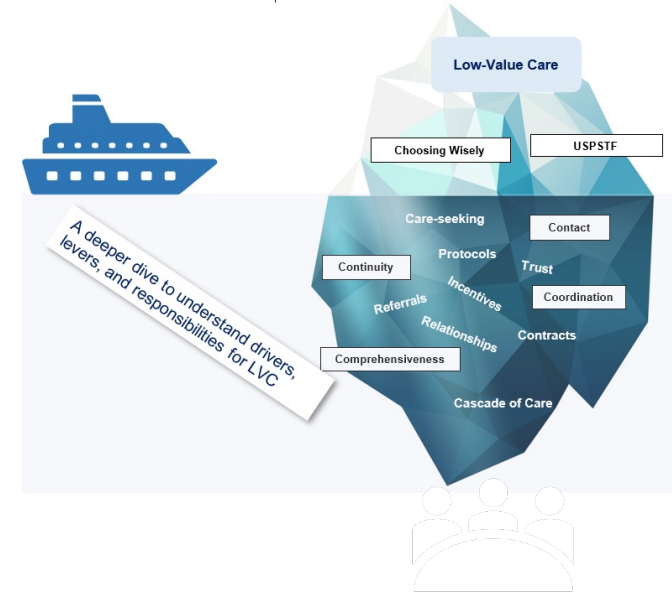 Low-Value Care
Choosing Wisely
USPSTF
Care-seeking
Contact
Protocols
Continuity
Trust
Incentives
Coordination
Referrals
Relationships
Contracts
Comprehensiveness
Cascade of Care
A deeper dive to understand drivers,
levers, and responsibilities for LVC